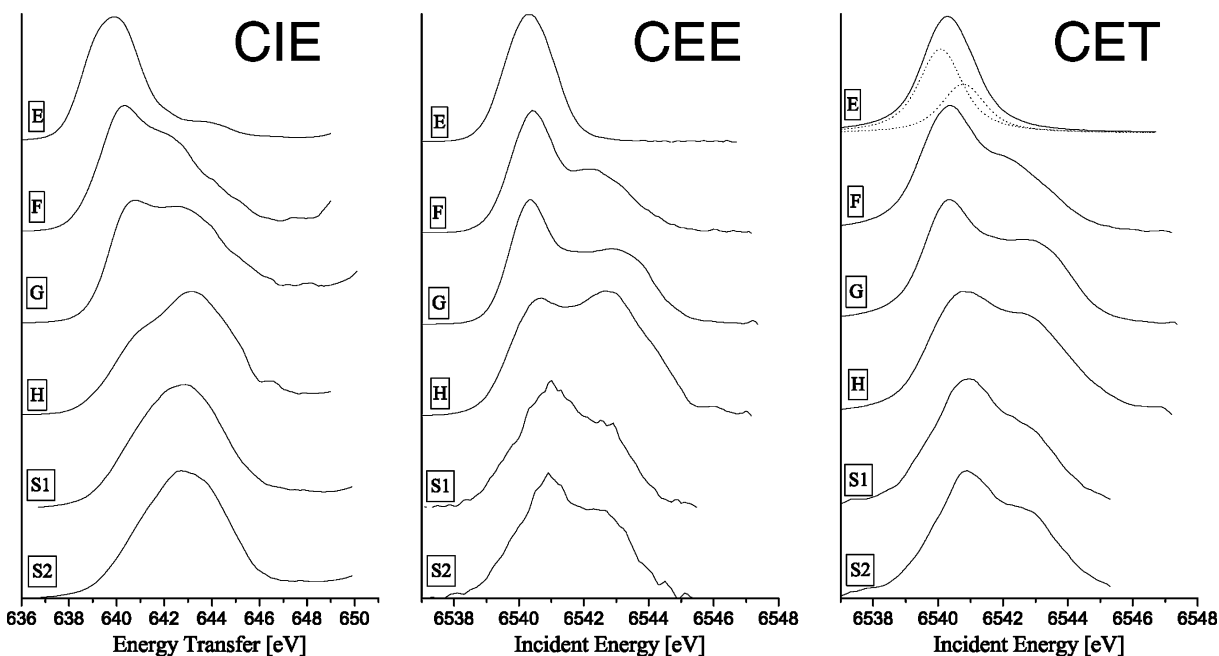 CIE
E
F
G
H
S1
S2
636 638 640 642 644 646 648 650
Energy Transfer [eV]
CEE
E
F
G
H
S1
S2
6538 6540 6542 6544 6546 6548
Incident Energy [eV]
CET
E
F
G
H
S1
S2
6538 6540 6542 6544 6546 6548
Incident Energy [eV]